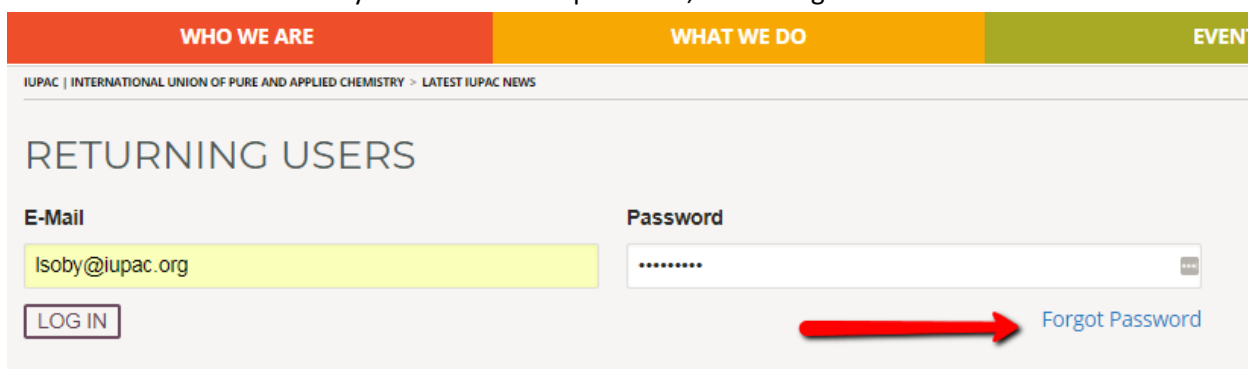 WHO WE ARE WHAT WE DO EVENT
IUPAC | INTERNATIONAL UNION OF PURE AND APPLIED CHEMISTRY > LATEST IUPAC NEWS
RETURNING USERS
E-Mail Password
lsoby@iupac.org •••••••••
LOG IN Forgot Password